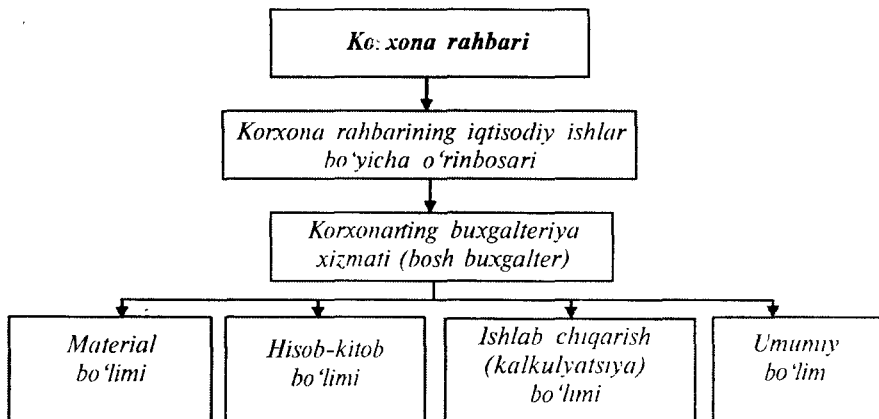 Korxona rahbari
Korxona rahbarining iqtisodiy ishlar
bo‘yicha o‘rinbosari
Korxonaning buxgalteriya
xizmati (bosh buxgalter)
Material
bo‘limi
Hisob-kitob
bo‘limi
Ishlab chiqarish
(kalkulyatsiya)
bo‘limi
Umumiy
bo‘lim